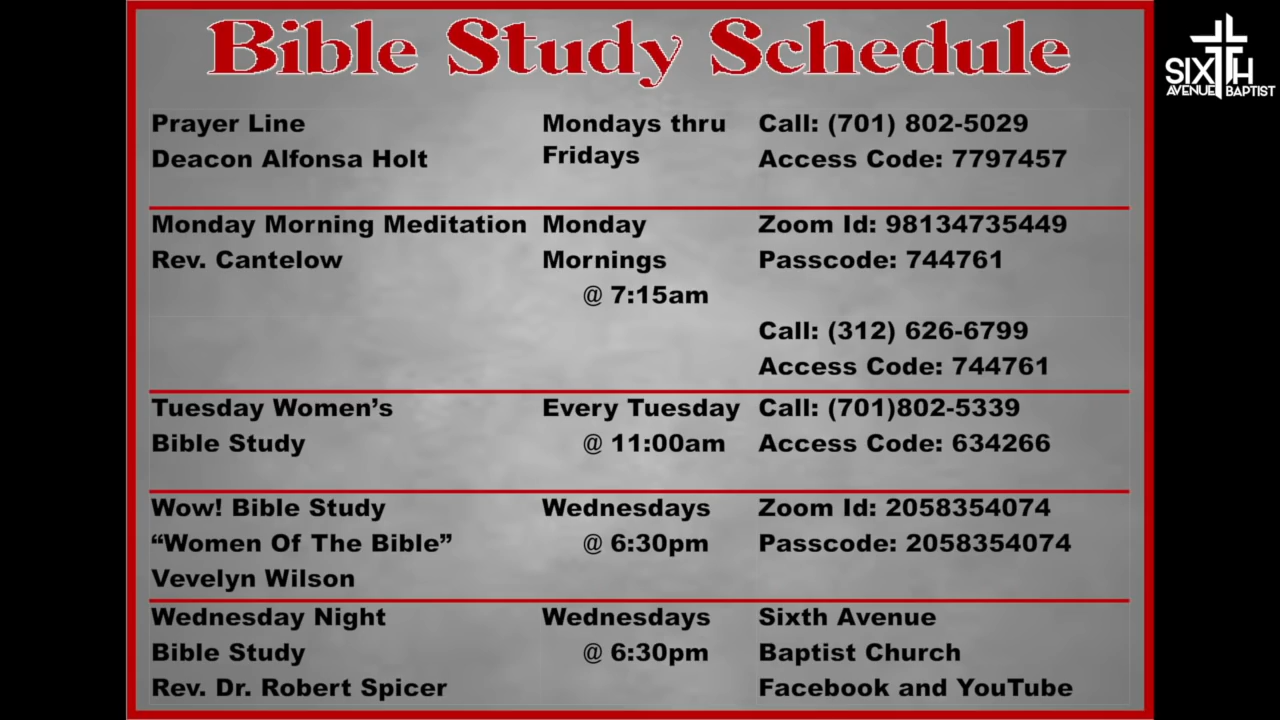 Bible Study Schedule
SIXTH
AVENUE BAPTIST
Prayer Line
Deacon Alfonsa Holt
Mondays thru
Fridays
Call: (701) 802-5029
Access Code: 7797457
Monday Morning Meditation
Rev. Cantelow
Monday
Mornings
@ 7:15am
Zoom Id: 98134735449
Passcode: 744761
Call: (312) 626-6799
Access Code: 744761
Tuesday Women’s
Bible Study
Every Tuesday
@ 11:00am
Call: (701)802-5339
Access Code: 634266
Wow! Bible Study
“Women Of The Bible”
Vevelyn Wilson
Wednesdays
@ 6:30pm
Zoom Id: 2058354074
Passcode: 2058354074
Wednesday Night
Bible Study
Rev. Dr. Robert Spicer
Wednesdays
@ 6:30pm
Sixth Avenue
Baptist Church
Facebook and YouTube